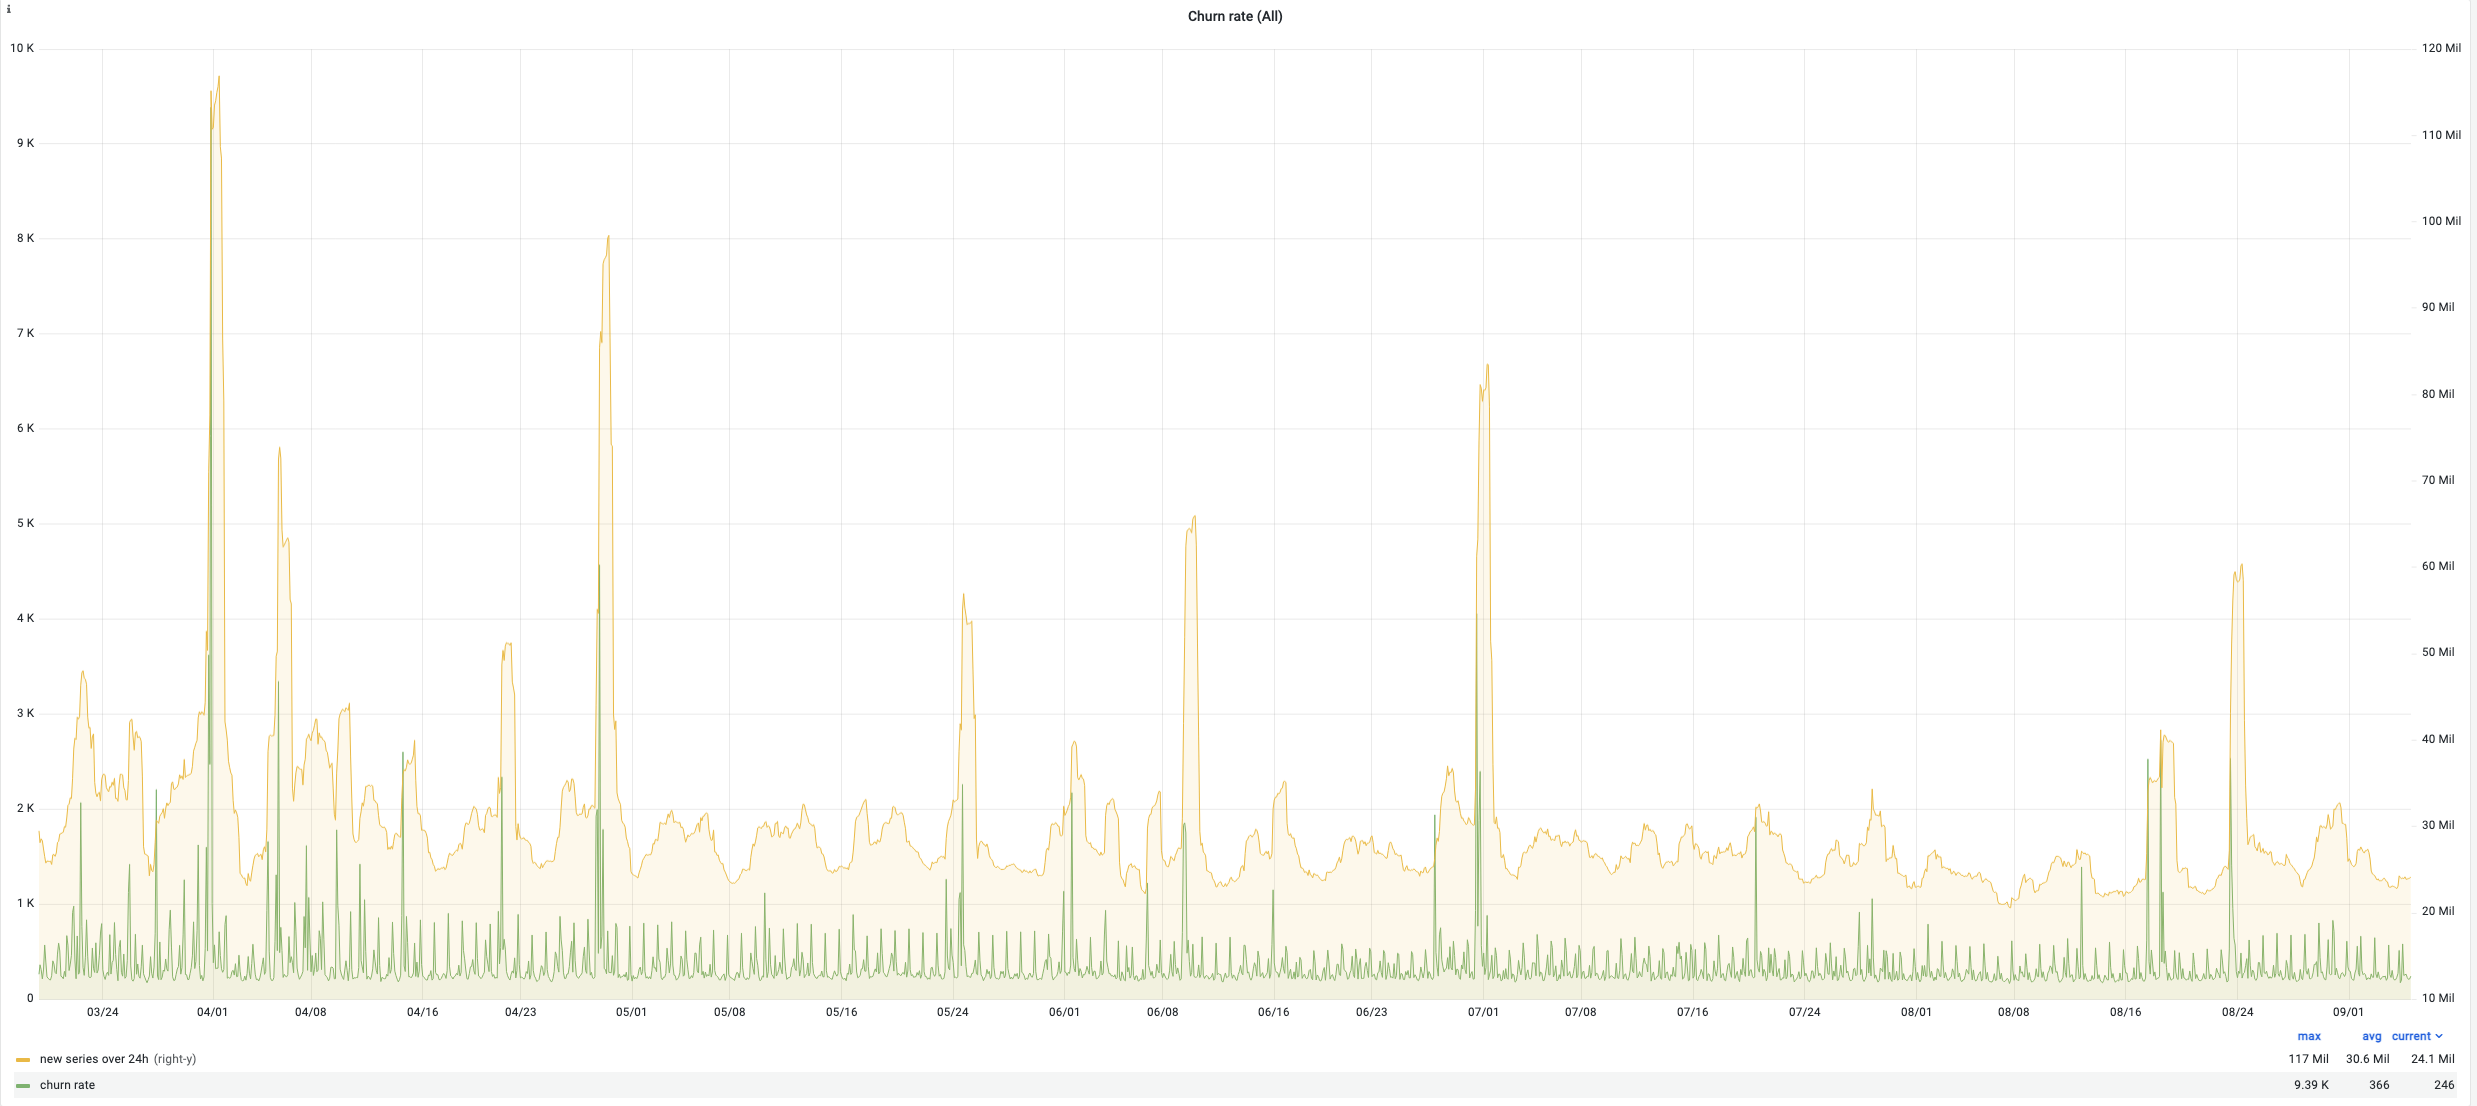 i
Churn rate (All)
10 K
9 K
8 K
7 K
6 K
5 K
4 K
3 K
2 K
1 K
0
120 Mil
110 Mil
100 Mil
90 Mil
80 Mil
70 Mil
60 Mil
50 Mil
40 Mil
30 Mil
20 Mil
10 Mil
03/24 04/01 04/08 04/16 04/23 05/01 05/08 05/16 05/24 06/01 06/08 06/16 06/23 07/01 07/08 07/16 07/24 08/01 08/08 08/16 08/24 09/01
max avg current
new series over 24h (right-y) 117 Mil 30.6 Mil 24.1 Mil
churn rate 9.39 K 366 246